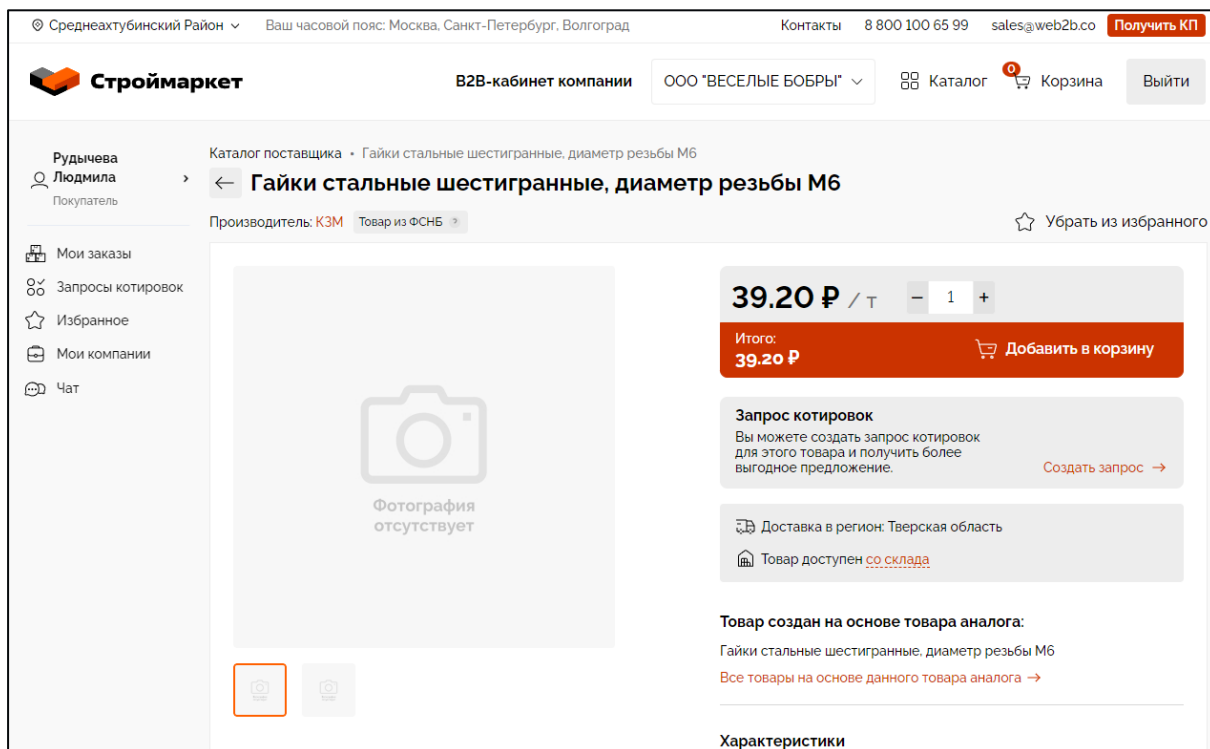 Среднеахтубинский Район Ваш часовой пояс: Москва, Санкт-Петербург, Волгоград Контакты 8 800 100 65 99 sales@web2b.co Получить КП
Строймаркет B2B-кабинет компании ООО "ВЕСЕЛЫЕ БОБРЫ" Каталог 0 Корзина Выйти
Рудычева
Людмила
Покупатель
Мои заказы
Запросы котировок
Избранное
Мои компании
Чат
Каталог поставщика • Гайки стальные шестигранные, диаметр резьбы М6
Гайки стальные шестигранные, диаметр резьбы М6
Производитель: КЗМ Товар из ФСНБ ? Убрать из избранного
Фотография
отсутствует
39.20 ₽ / т – 1 +
Итого:
39.20 ₽
Добавить в корзину
Запрос котировок
Вы можете создать запрос котировок
для этого товара и получить более
выгодное предложение.
Создать запрос →
Доставка в регион: Тверская область
Товар доступен со склада
Товар создан на основе товара аналога:
Гайки стальные шестигранные, диаметр резьбы М6
Все товары на основе данного товара аналога →
Характеристики